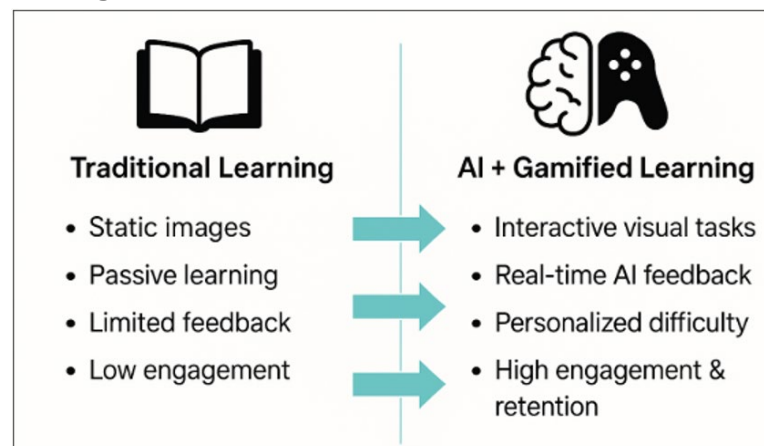 Traditional Learning
• Static images
• Passive learning
• Limited feedback
• Low engagement
AI + Gamified Learning
• Interactive visual tasks
• Real-time AI feedback
• Personalized difficulty
• High engagement &
retention